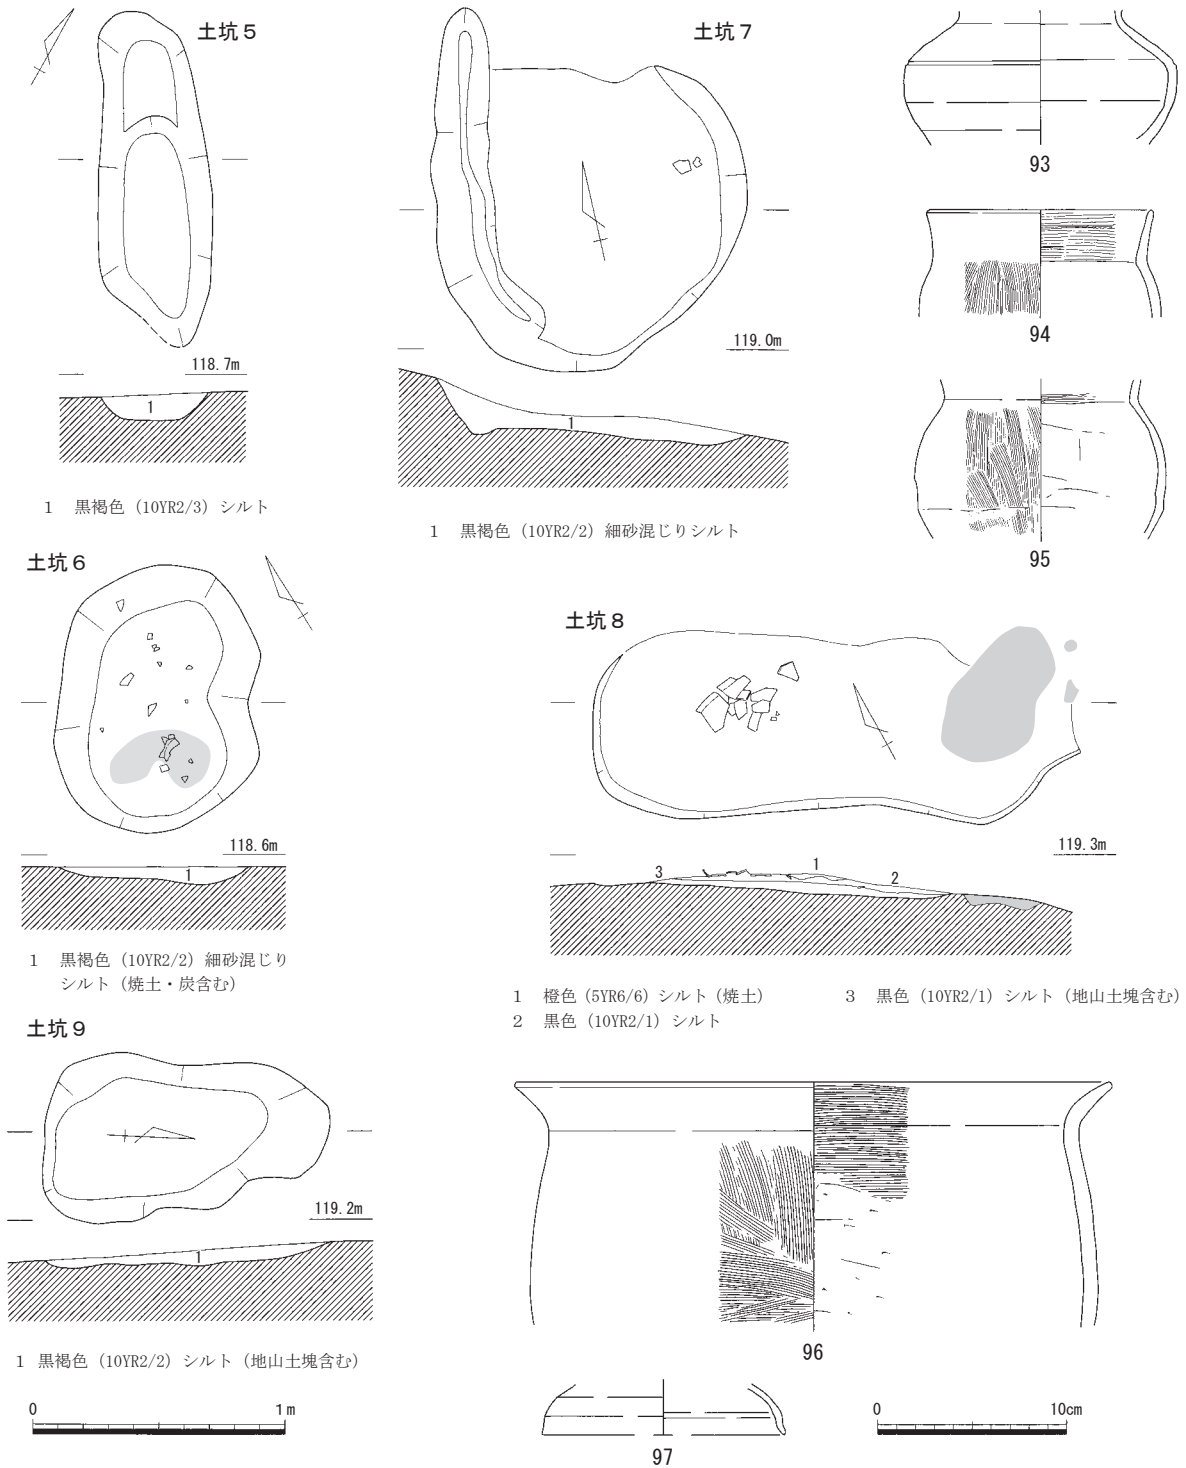 土坑５
118.7m
1
1 黒褐色（10YR2/3）シルト
土坑７
119.0m
1
1 黒褐色（10YR2/2）細砂混じりシルト
93
94
95
土坑６
118.6m
1
1 黒褐色（10YR2/2）細砂混じり
シルト（焼土・炭含む）
土坑８
119.3m
3
1
2
1 橙色（5YR6/6）シルト（焼土）
2 黒色（10YR2/1）シルト
3 黒色（10YR2/1）シルト（地山土塊含む）
土坑９
119.2m
1
1 黒褐色（10YR2/2）シルト（地山土塊含む）
0 1m
96
97
0 10cm